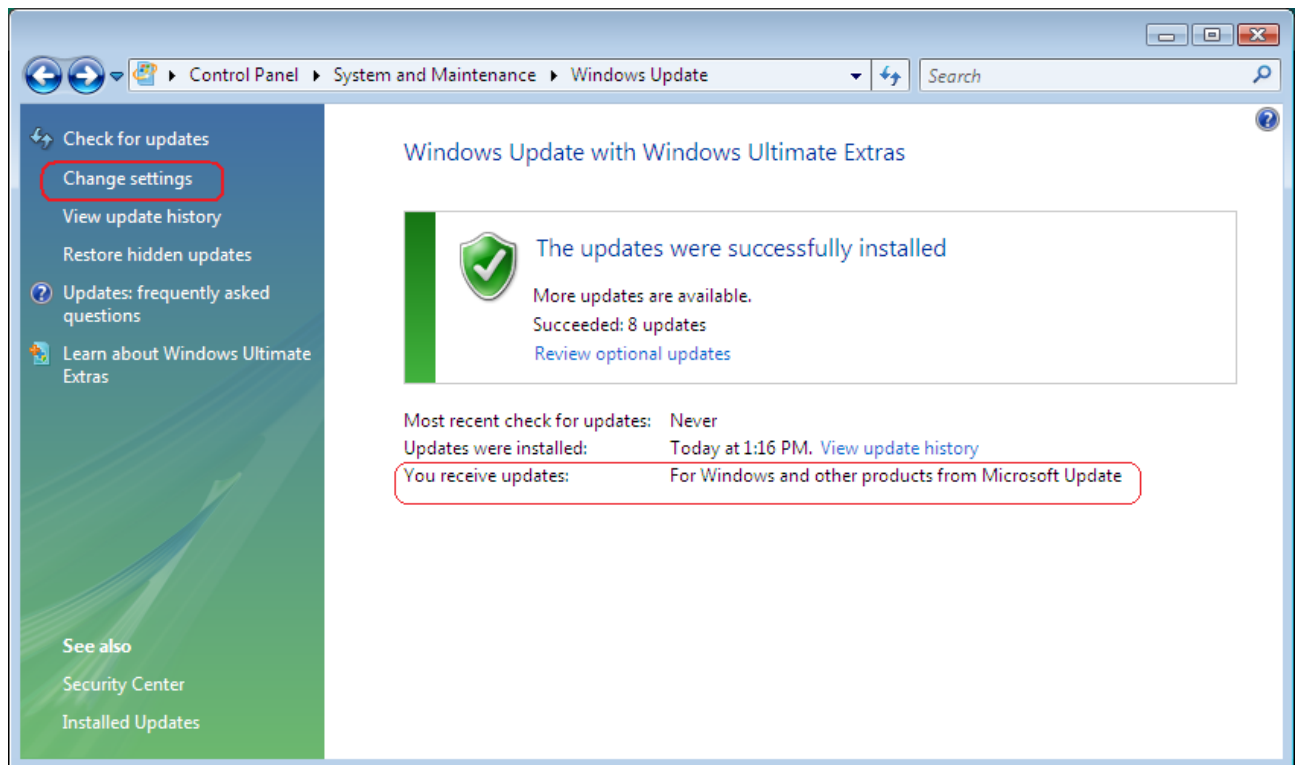 Control Panel ▸ System and Maintenance ▸ Windows Update
Search
Check for updates
Change settings
View update history
Restore hidden updates
Updates: frequently asked
questions
Learn about Windows Ultimate
Extras
See also
Security Center
Installed Updates
Windows Update with Windows Ultimate Extras
The updates were successfully installed
More updates are available.
Succeeded: 8 updates
Review optional updates
Most recent check for updates: Never
Updates were installed: Today at 1:16 PM. View update history
You receive updates: For Windows and other products from Microsoft Update